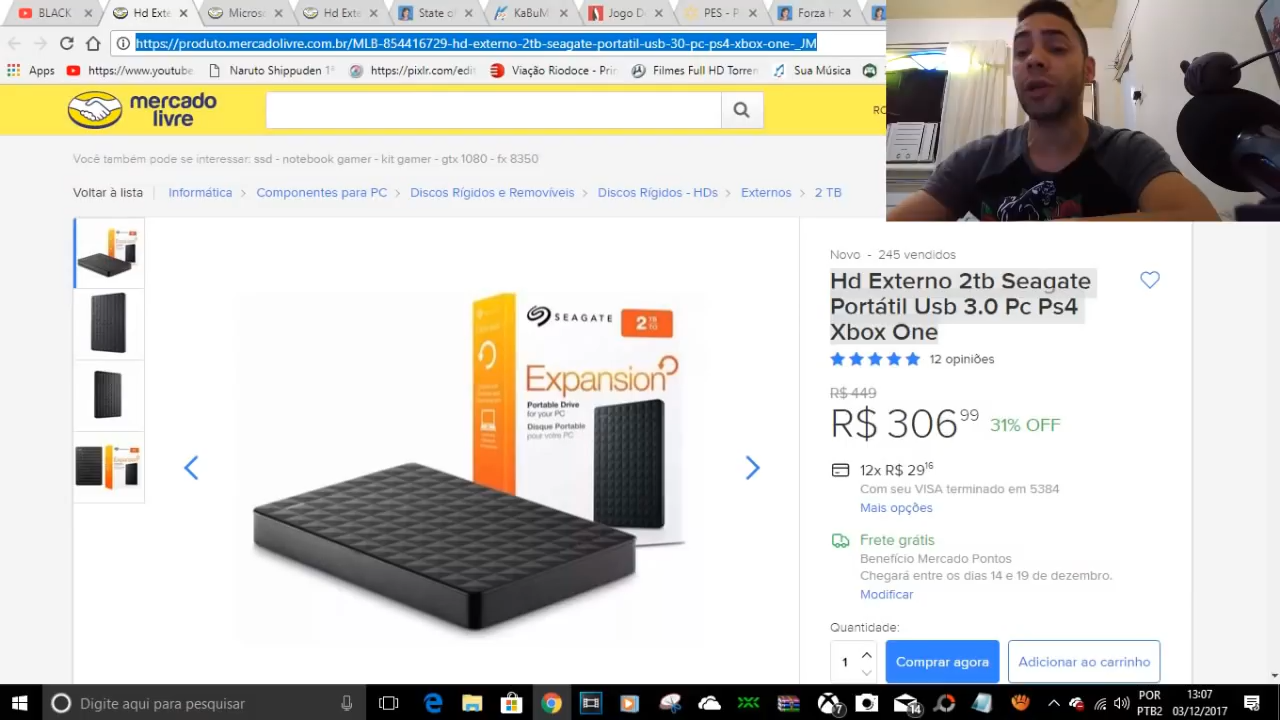 BLACK
Hd Exte
Micros
Hd Exte
State of
KaBuM
Jogo D
PES - P
Forza H
https://produto.mercadolivre.com.br/MLB-854416729-hd-externo-2tb-seagate-portatil-usb-30-pc-ps4-xbox-one-_JM
Apps
https://www.youtub
Naruto Shippuden 1ª
https://pixlr.com/edit
Viação Riodoce - Pri
Filmes Full HD Torren
Sua Música
mercado
livre
Você também pode se interessar: ssd - notebook gamer - kit gamer - gtx 1080 - fx 8350
Voltar à lista
Informática > Componentes para PC > Discos Rígidos e Removíveis > Discos Rígidos - HDs > Externos > 2 TB
SEAGATE
2 TB TO
Expansion
Portable Drive
for your PC
Disque Portable
pour votre PC
Novo - 245 vendidos
Hd Externo 2tb Seagate
Portátil Usb 3.0 Pc Ps4
Xbox One
12 opiniões
R$ 449
R$ 306 99 31% OFF
12x R$ 29 16
Com seu VISA terminado em 5384
Mais opções
Frete grátis
Benefício Mercado Pontos
Chegará entre os dias 14 e 19 de dezembro.
Modificar
Quantidade:
1
Comprar agora
Adicionar ao carrinho
Digite aqui para pesquisar
7
14
POR
PTB2
13:07
03/12/2017